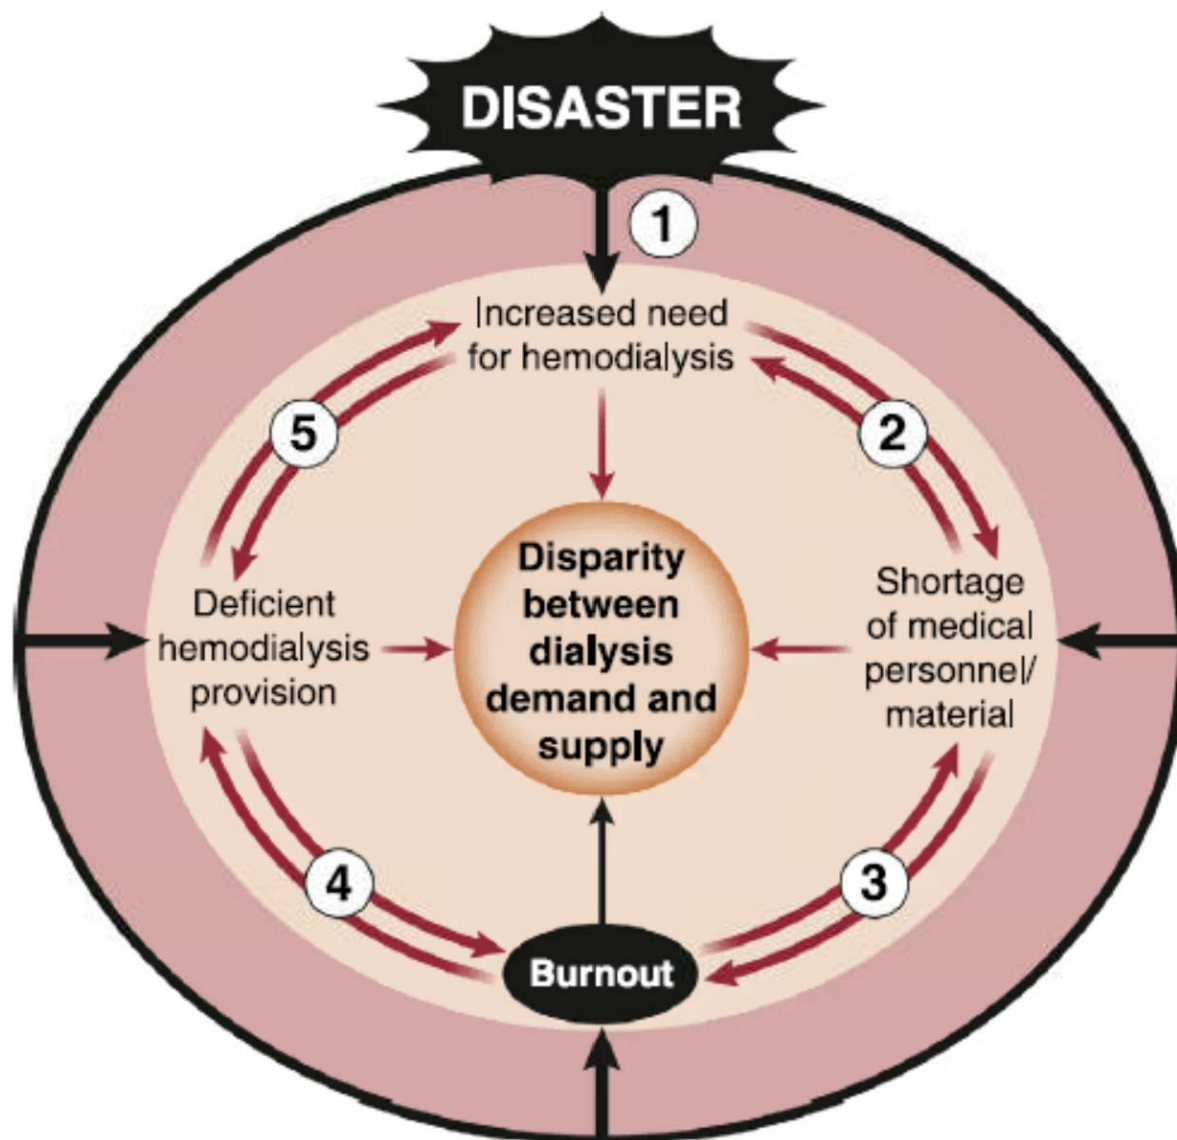 DISASTER
1
Increased need
for hemodialysis
5
2
Disparity
between
dialysis
demand and
supply
Deficient
hemodialysis
provision
Shortage
of medical
personnel/
material
4
3
Burnout